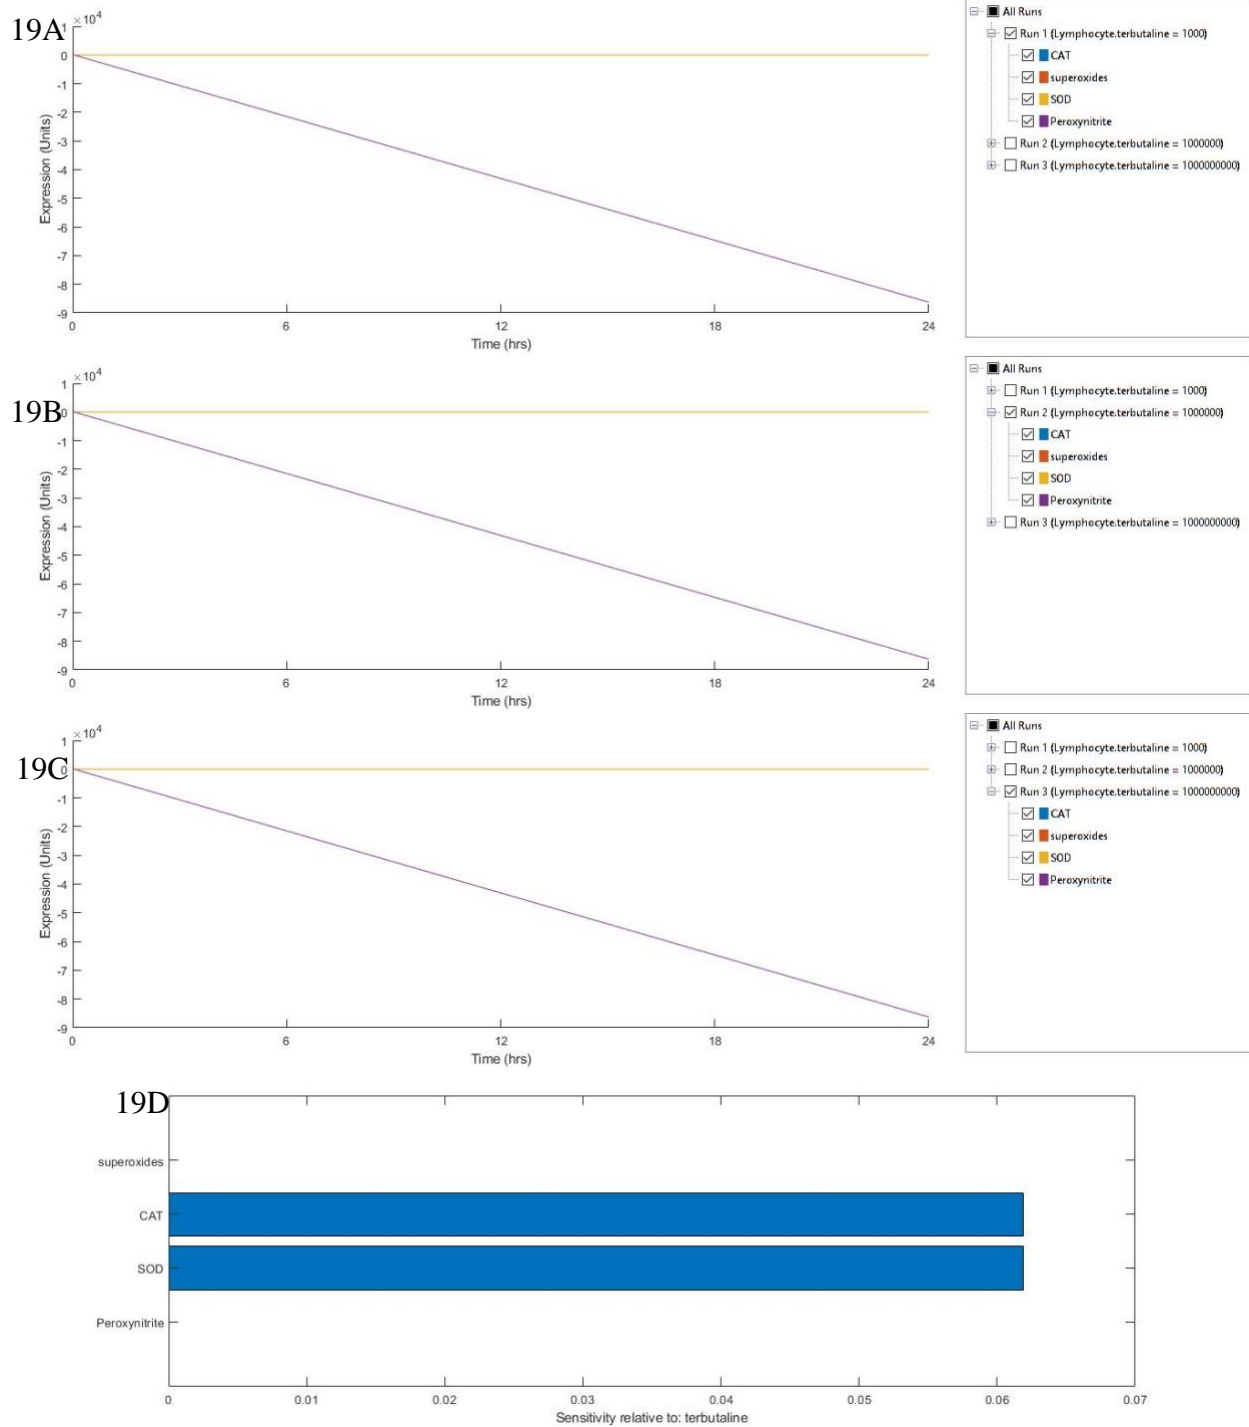 19A
× 10^4
1
0
-1
-2
-3
-4
-5
-6
-7
-8
-9
Expression (Units)
0 6 12 18 24
Time (hrs)
All Runs
Run 1 (Lymphocyte.terbutaline = 1000)
CAT
superoxides
SOD
Peroxynitrite
Run 2 (Lymphocyte.terbutaline = 1000000)
Run 3 (Lymphocyte.terbutaline = 1000000000)
19B
× 10^4
1
0
-1
-2
-3
-4
-5
-6
-7
-8
-9
Expression (Units)
0 6 12 18 24
Time (hrs)
All Runs
Run 1 (Lymphocyte.terbutaline = 1000)
Run 2 (Lymphocyte.terbutaline = 1000000)
CAT
superoxides
SOD
Peroxynitrite
Run 3 (Lymphocyte.terbutaline = 1000000000)
19C
× 10^4
1
0
-1
-2
-3
-4
-5
-6
-7
-8
-9
Expression (Units)
0 6 12 18 24
Time (hrs)
All Runs
Run 1 (Lymphocyte.terbutaline = 1000)
Run 2 (Lymphocyte.terbutaline = 1000000)
Run 3 (Lymphocyte.terbutaline = 1000000000)
CAT
superoxides
SOD
Peroxynitrite
19D
superoxides
CAT
SOD
Peroxynitrite
0 0.01 0.02 0.03 0.04 0.05 0.06 0.07
Sensitivity relative to: terbutaline